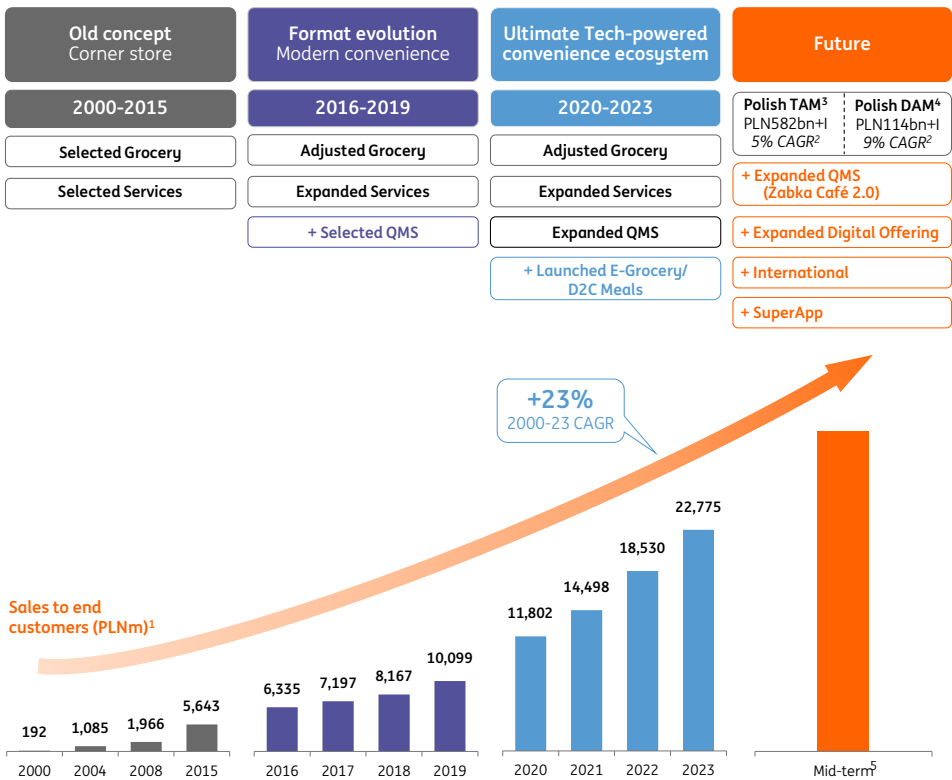 Old concept
Corner store
Format evolution
Modern convenience
Ultimate Tech-powered
convenience ecosystem
Future
2000-2015
2016-2019
2020-2023
Polish TAM³
PLN582bn+I
5% CAGR²
Polish DAM⁴
PLN114bn+I
9% CAGR²
Selected Grocery
Adjusted Grocery
Adjusted Grocery
+ Expanded QMS
(Zabka Café 2.0)
Selected Services
Expanded Services
Expanded Services
+ Selected QMS
Expanded QMS
+ Expanded Digital Offering
+ Launched E-Grocery/
D2C Meals
+ International
+ SuperApp
+23%
2000-23 CAGR
Sales to end
customers (PLNm)¹
192
1,085
1,966
5,643
6,335
7,197
8,167
10,099
11,802
14,498
18,530
22,775
2000
2004
2008
2015
2016
2017
2018
2019
2020
2021
2022
2023
Mid-term⁵